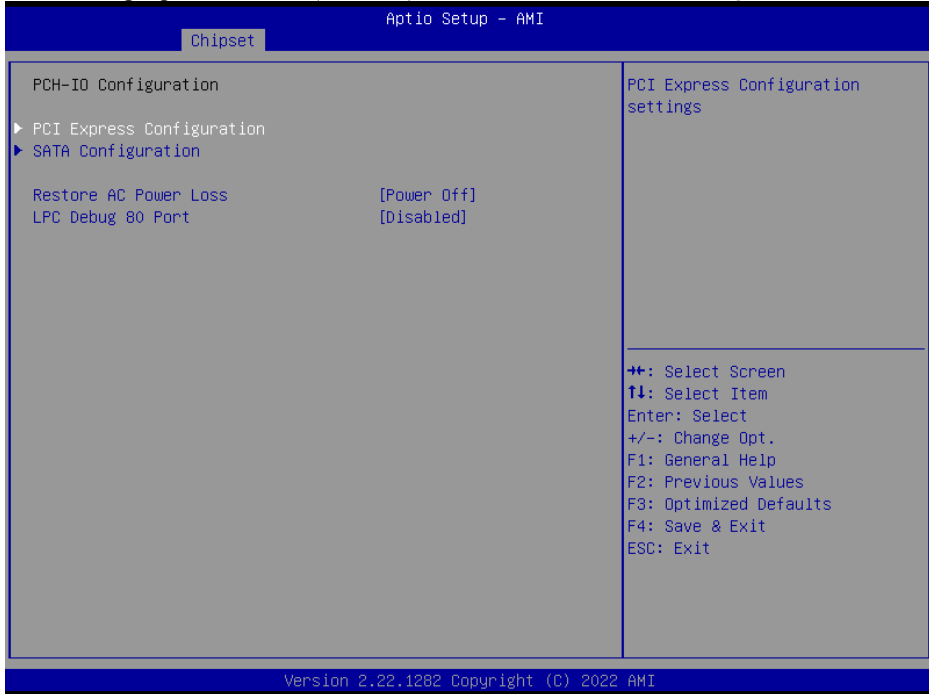 Aptio Setup – AMI
Chipset
PCH-IO Configuration
PCI Express Configuration
SATA Configuration
Restore AC Power Loss [Power Off]
LPC Debug 80 Port [Disabled]
PCI Express Configuration
settings
→←: Select Screen
↑↓: Select Item
Enter: Select
+/-: Change Opt.
F1: General Help
F2: Previous Values
F3: Optimized Defaults
F4: Save & Exit
ESC: Exit
Version 2.22.1282 Copyright (C) 2022 AMI